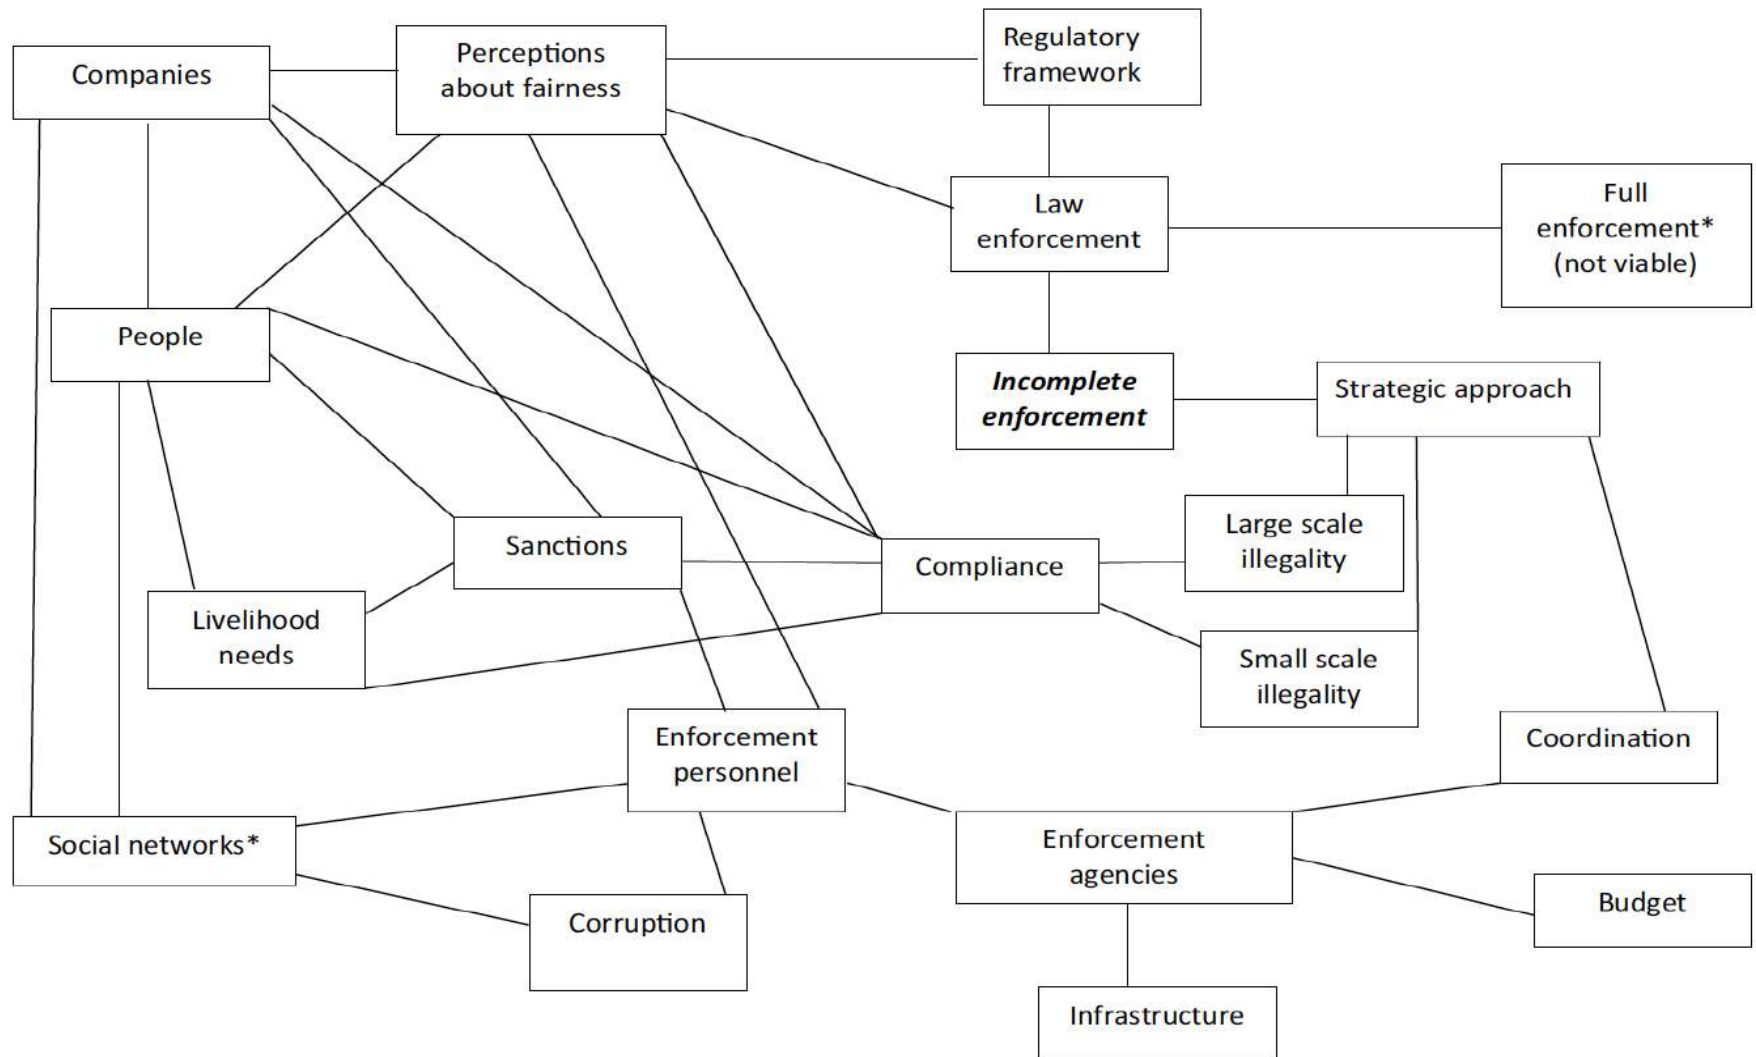 Companies
Perceptions
about fairness
Regulatory
framework
Law
enforcement
Full
enforcement*
(not viable)
People
Incomplete
enforcement
Strategic approach
Sanctions
Compliance
Large scale
illegality
Livelihood
needs
Small scale
illegality
Enforcement
personnel
Coordination
Social networks*
Enforcement
agencies
Corruption
Budget
Infrastructure